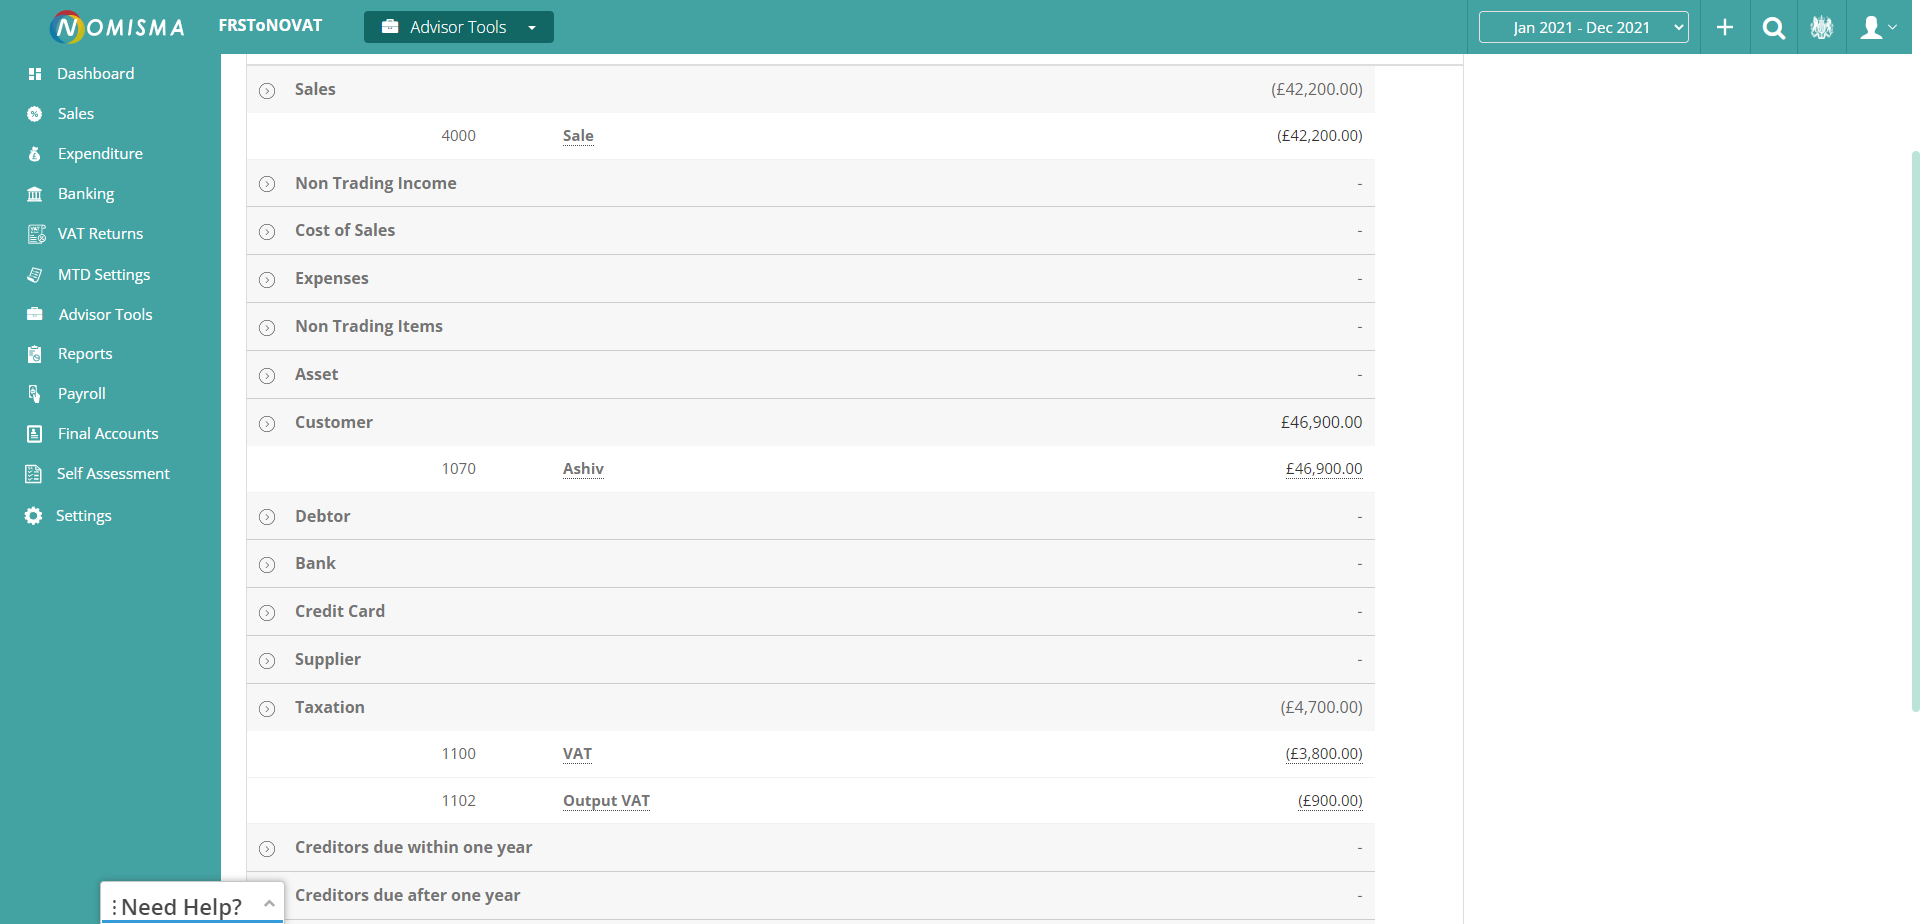 NOMISMA
FRSToNOVAT
Advisor Tools
Jan 2021 - Dec 2021
Dashboard
Sales
Expenditure
Banking
VAT Returns
MTD Settings
Advisor Tools
Reports
Payroll
Final Accounts
Self Assessment
Settings
Sales (£42,200.00)
4000 Sale (£42,200.00)
Non Trading Income -
Cost of Sales -
Expenses -
Non Trading Items -
Asset -
Customer £46,900.00
1070 Ashiv £46,900.00
Debtor -
Bank -
Credit Card -
Supplier -
Taxation (£4,700.00)
1100 VAT (£3,800.00)
1102 Output VAT (£900.00)
Creditors due within one year -
Creditors due after one year -
Need Help?